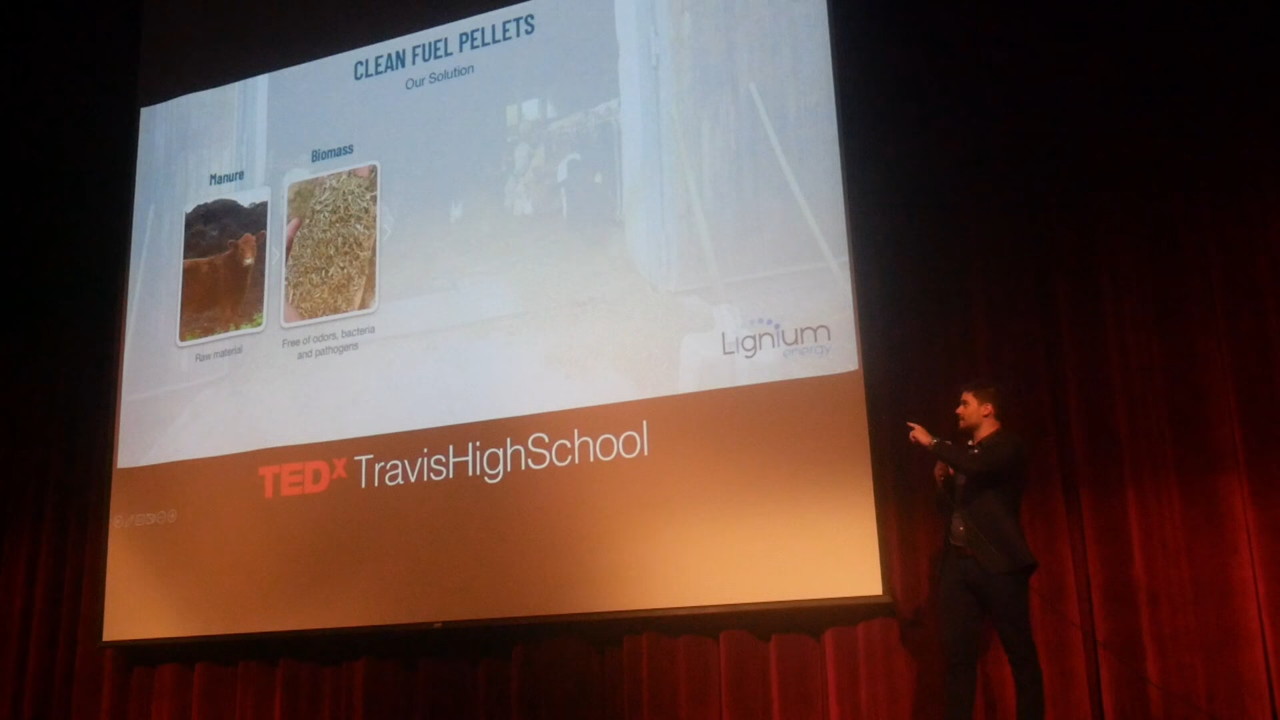 CLEAN FUEL PELLETS
Our Solution
Manure
Biomass
Raw material
Free of odors, bacteria
and pathogens
Lignium
energy
TEDx TravisHighSchool